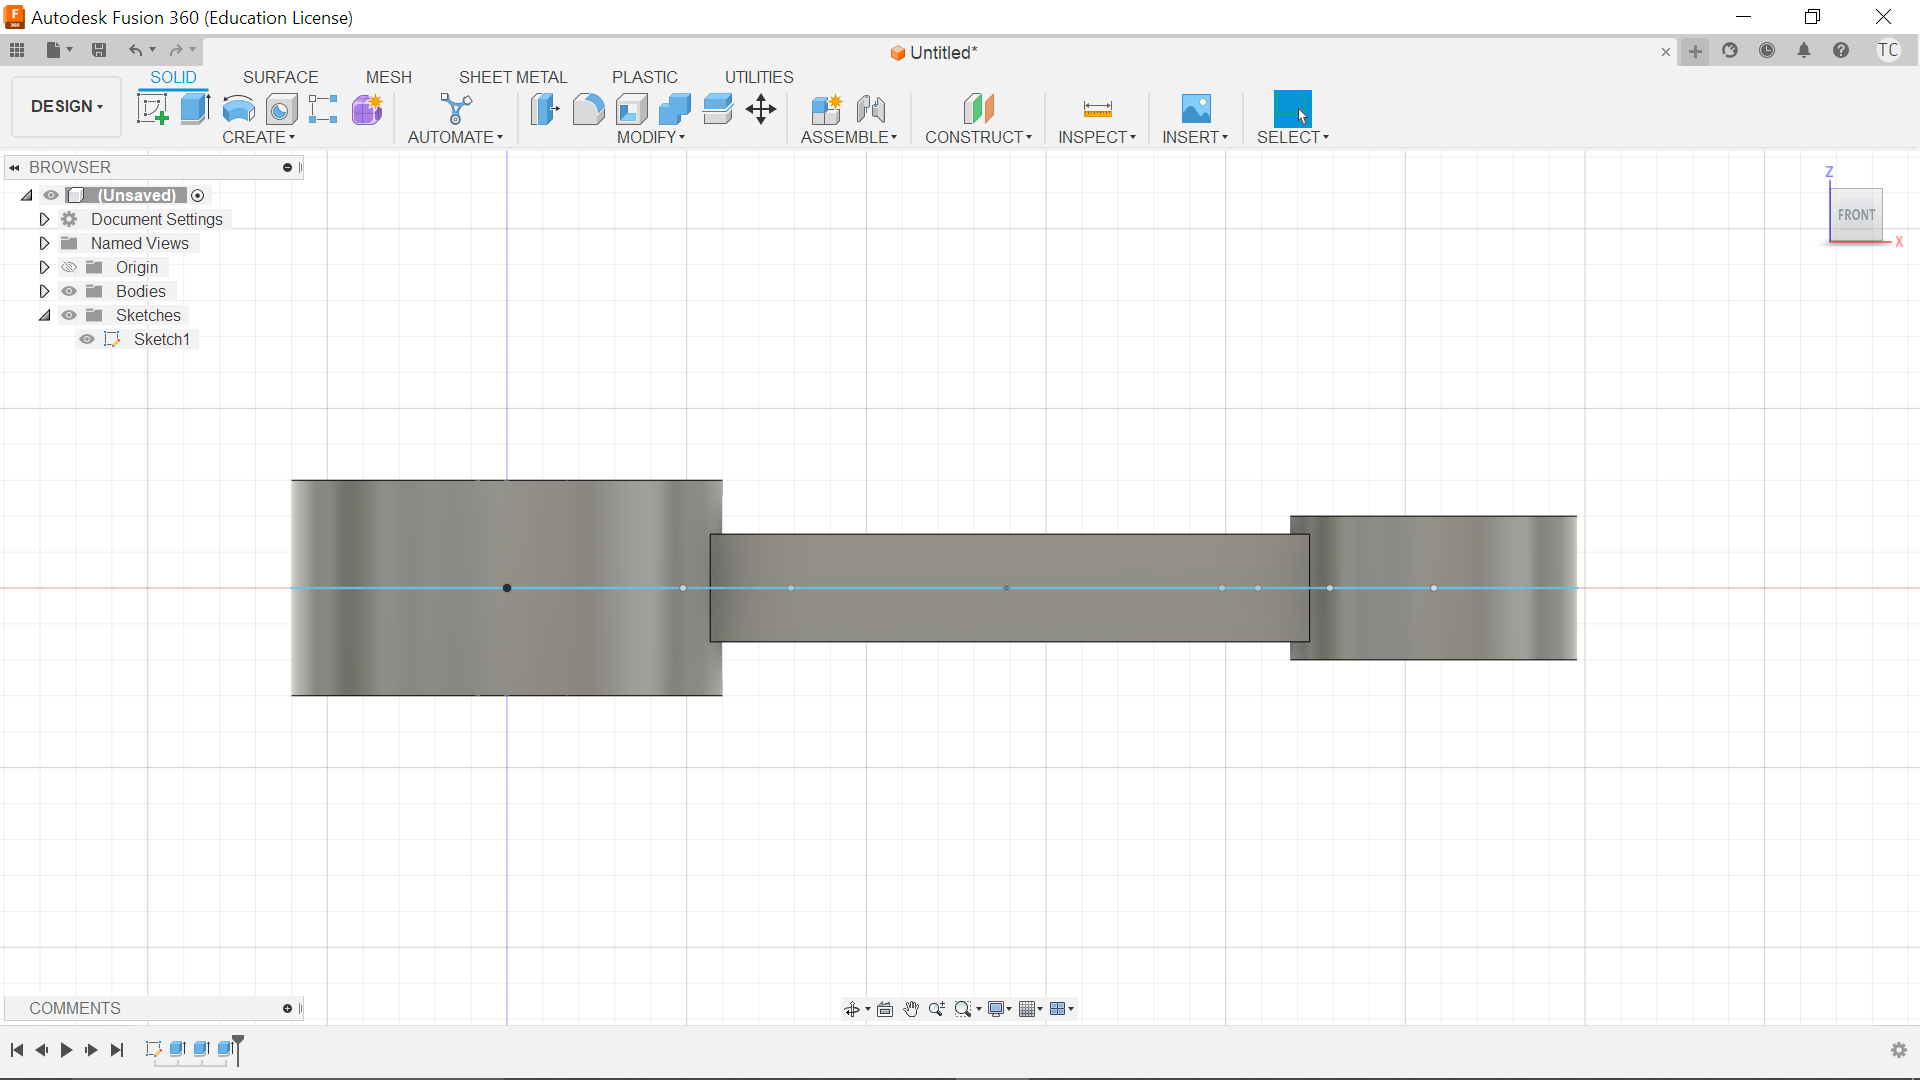 Autodesk Fusion 360 (Education License)
Untitled*
TC
SOLID SURFACE MESH SHEET METAL PLASTIC UTILITIES
DESIGN
CREATE AUTOMATE MODIFY ASSEMBLE CONSTRUCT INSPECT INSERT SELECT
BROWSER
(Unsaved)
Document Settings
Named Views
Origin
Bodies
Sketches
Sketch1
Z
FRONT
X
COMMENTS